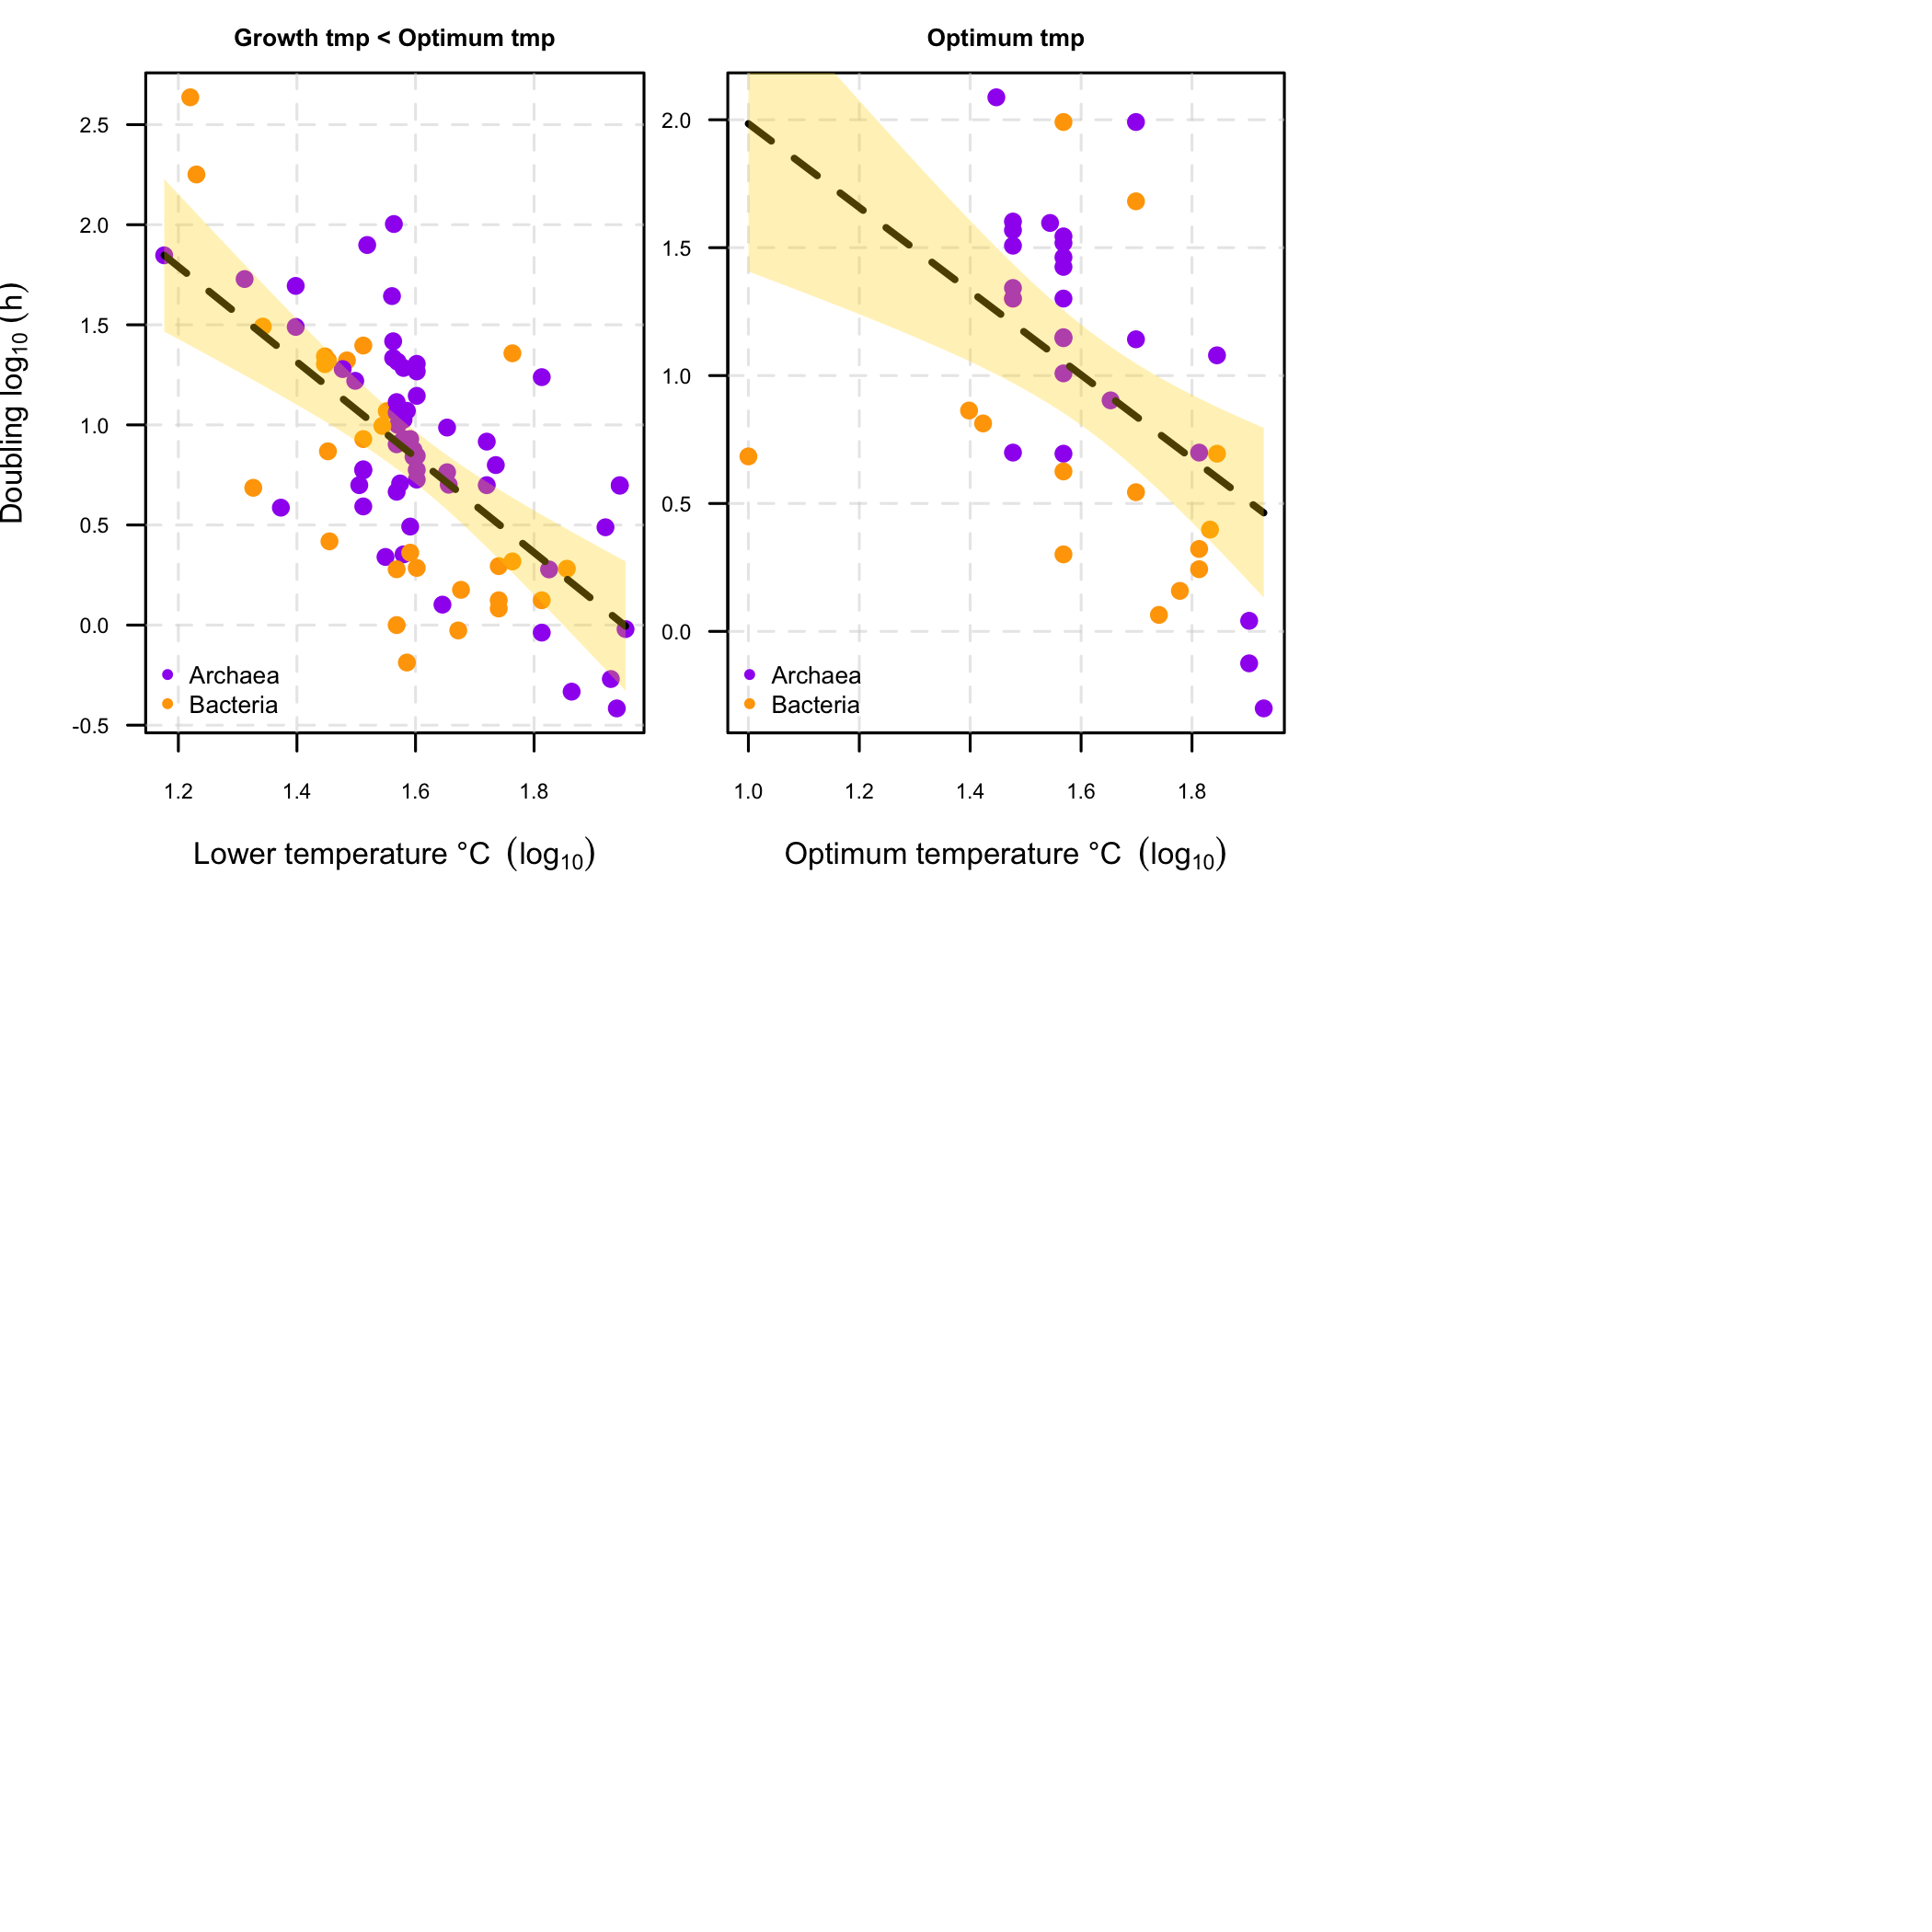 Growth tmp < Optimum tmp
Optimum tmp
Doubling log10 (h)
2.5
2.0
1.5
1.0
0.5
0.0
-0.5
Archaea
Bacteria
1.2 1.4 1.6 1.8
Lower temperature °C (log10)
2.0
1.5
1.0
0.5
0.0
Archaea
Bacteria
1.0 1.2 1.4 1.6 1.8
Optimum temperature °C (log10)